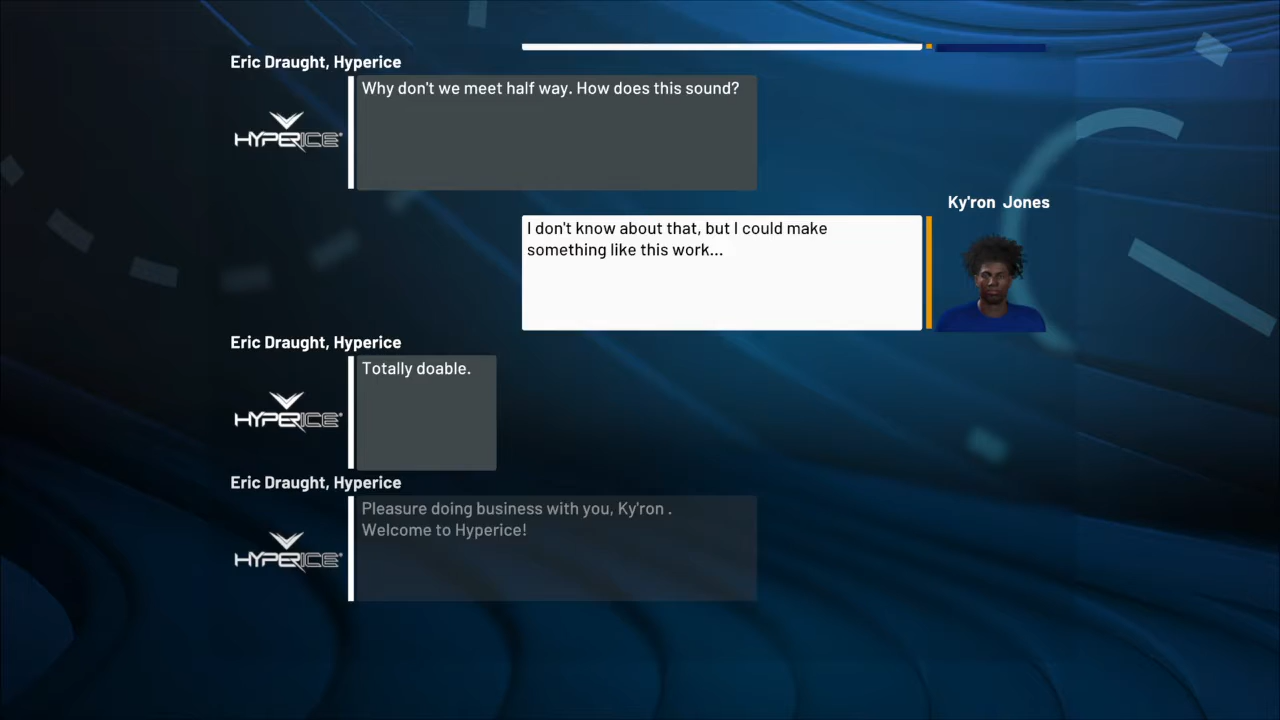 Eric Draught, Hyperice
Why don't we meet half way. How does this sound?
HYPERICE
Ky'ron Jones
I don't know about that, but I could make
something like this work...
Eric Draught, Hyperice
Totally doable.
HYPERICE
Eric Draught, Hyperice
Pleasure doing business with you, Ky'ron .
Welcome to Hyperice!
HYPERICE